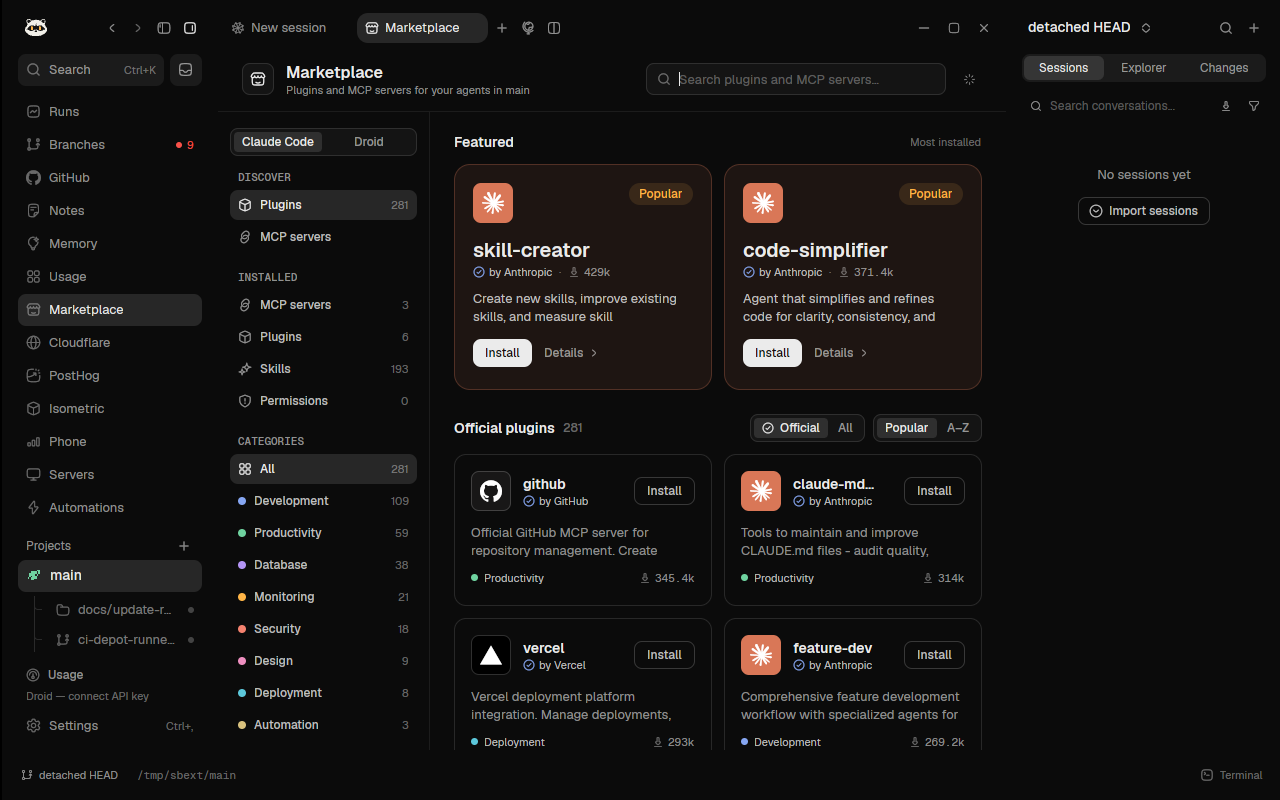 New session
Marketplace
Search
Ctrl+K
Runs
Branches
9
GitHub
Notes
Memory
Usage
Marketplace
Cloudflare
PostHog
Isometric
Phone
Servers
Automations
Projects
main
docs/update-r...
ci-depot-runne...
Usage
Droid — connect API key
Settings
Ctrl+,
detached HEAD
/tmp/sbext/main
Marketplace
Plugins and MCP servers for your agents in main
Search plugins and MCP servers...
Claude Code
Droid
DISCOVER
Plugins
281
MCP servers
INSTALLED
MCP servers
3
Plugins
6
Skills
193
Permissions
0
CATEGORIES
All
281
Development
109
Productivity
59
Database
38
Monitoring
21
Security
18
Design
9
Deployment
8
Automation
3
Featured
Most installed
Popular
skill-creator
by Anthropic · 429k
Create new skills, improve existing
skills, and measure skill
Install
Details
Popular
code-simplifier
by Anthropic · 371.4k
Agent that simplifies and refines
code for clarity, consistency, and
Install
Details
Official plugins 281
Official
All
Popular
A–Z
github
by GitHub
Install
Official GitHub MCP server for
repository management. Create
Productivity
345.4k
claude-md...
by Anthropic
Install
Tools to maintain and improve
CLAUDE.md files - audit quality,
Productivity
314k
vercel
by Vercel
Install
Vercel deployment platform
integration. Manage deployments,
Deployment
293k
feature-dev
by Anthropic
Install
Comprehensive feature development
workflow with specialized agents for
Development
269.2k
detached HEAD
Sessions
Explorer
Changes
Search conversations...
No sessions yet
Import sessions
Terminal